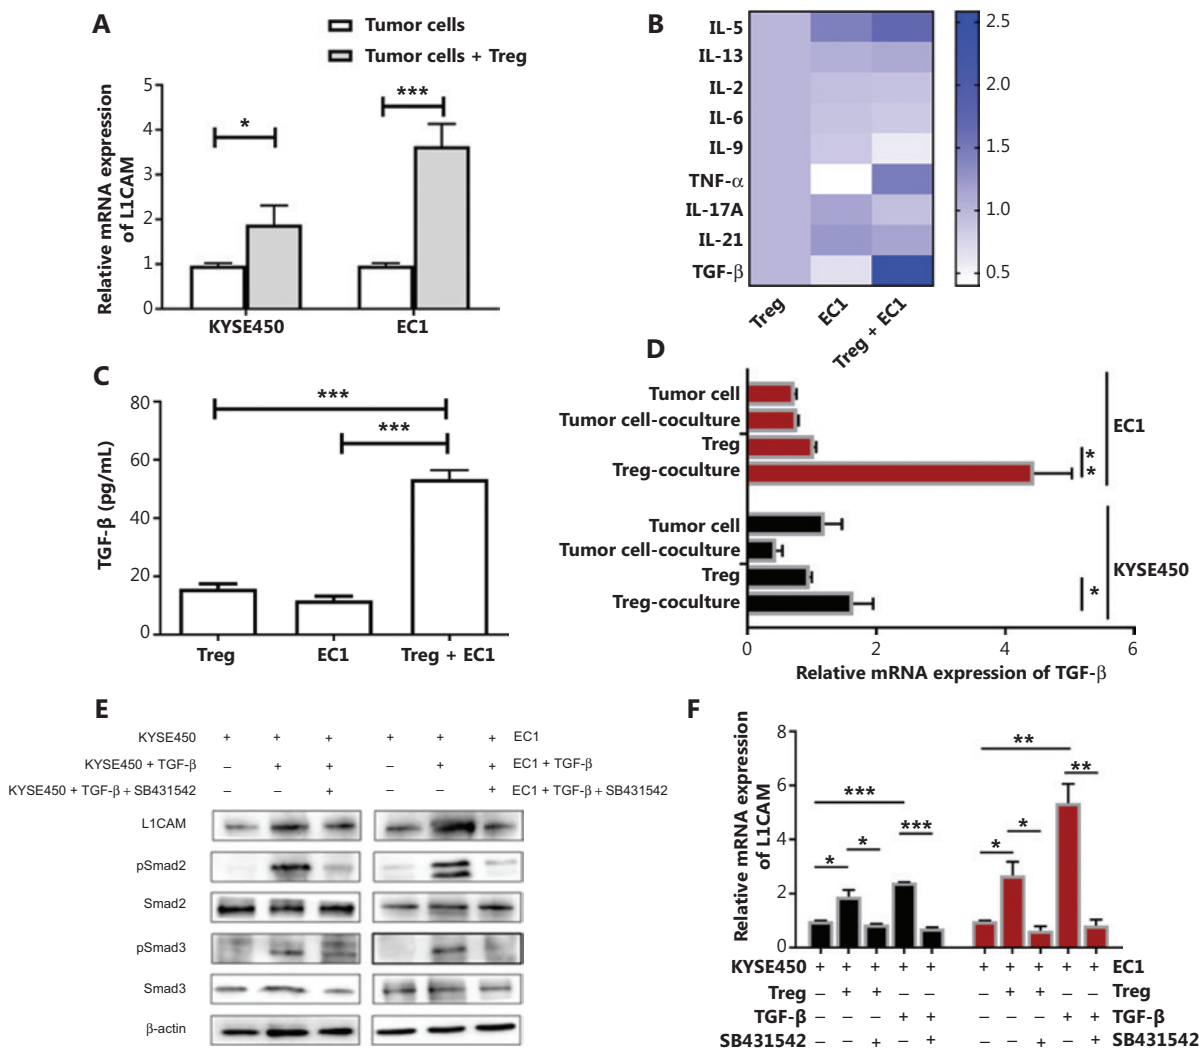 A
Tumor cells
Tumor cells + Treg
Relative mRNA expression
of L1CAM
5
4
3
2
1
0
*
***
KYSE450
EC1
B
IL-5
IL-13
IL-2
IL-6
IL-9
TNF-α
IL-17A
IL-21
TGF-β
Treg
EC1
Treg + EC1
2.5
2.0
1.5
1.0
0.5
C
TGF-β (pg/mL)
80
60
40
20
0
***
***
Treg
EC1
Treg + EC1
D
Tumor cell
Tumor cell-coculture
Treg
Treg-coculture
**
EC1
Tumor cell
Tumor cell-coculture
Treg
Treg-coculture
*
KYSE450
0 2 4 6
Relative mRNA expression of TGF-β
E
KYSE450 + + + + + + EC1
KYSE450 + TGF-β – + + – + + EC1 + TGF-β
KYSE450 + TGF-β + SB431542 – – + – – + EC1 + TGF-β + SB431542
L1CAM
pSmad2
Smad2
pSmad3
Smad3
β-actin
F
Relative mRNA expression
of L1CAM
8
6
4
2
0
*
*
***
***
*
*
**
**
KYSE450 + + + + + + + + + + EC1
Treg – + + – – – + + – – Treg
TGF-β – – – + + – – – + + TGF-β
SB431542 – – + – + – – + – + SB431542